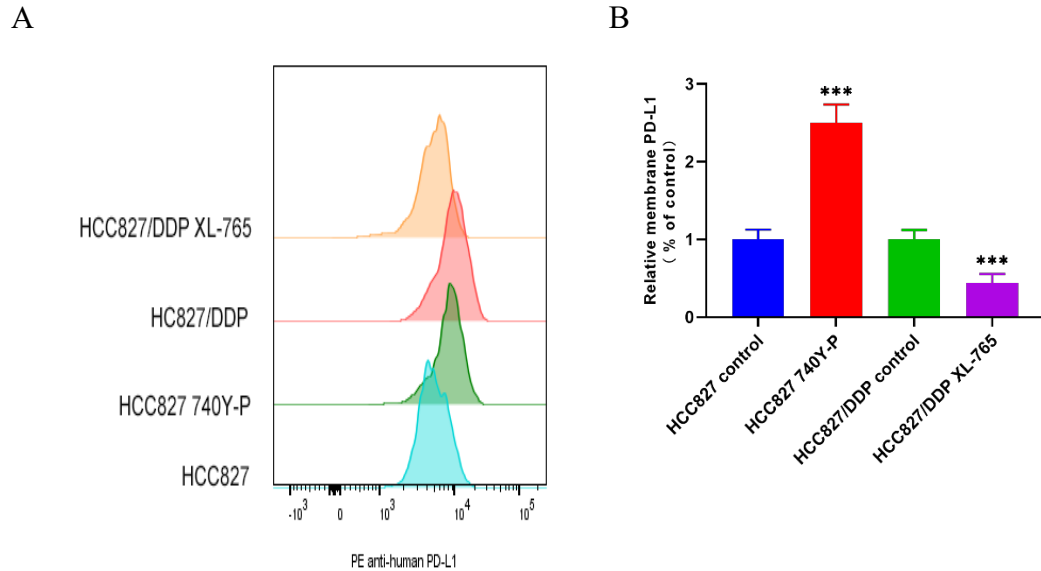 A
HCC827/DDP XL-765
HC827/DDP
HCC827 740Y-P
HCC827
-10³ 0 10³ 10⁴ 10⁵
PE anti-human PD-L1
B
Relative membrane PD-L1
( % of control)
3
2
1
0
***
***
HCC827 control
HCC827 740Y-P
HCC827/DDP control
HCC827/DDP XL-765